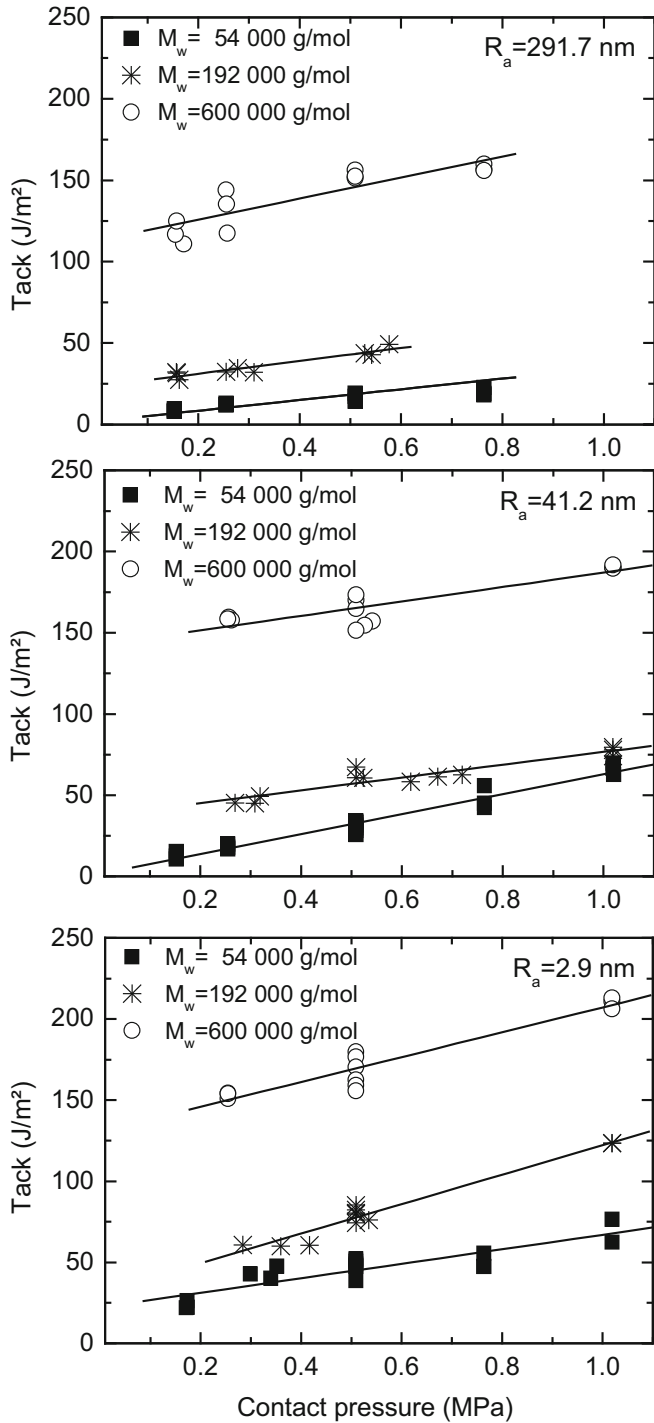 M_w= 54 000 g/mol
R_a=291.7 nm
M_w=192 000 g/mol
M_w=600 000 g/mol
250
200
150
100
50
0
Tack (J/m²)
0.2 0.4 0.6 0.8 1.0
M_w= 54 000 g/mol
R_a=41.2 nm
M_w=192 000 g/mol
M_w=600 000 g/mol
250
200
150
100
50
0
Tack (J/m²)
0.2 0.4 0.6 0.8 1.0
M_w= 54 000 g/mol
R_a=2.9 nm
M_w=192 000 g/mol
M_w=600 000 g/mol
250
200
150
100
50
0
Tack (J/m²)
0.2 0.4 0.6 0.8 1.0
Contact pressure (MPa)